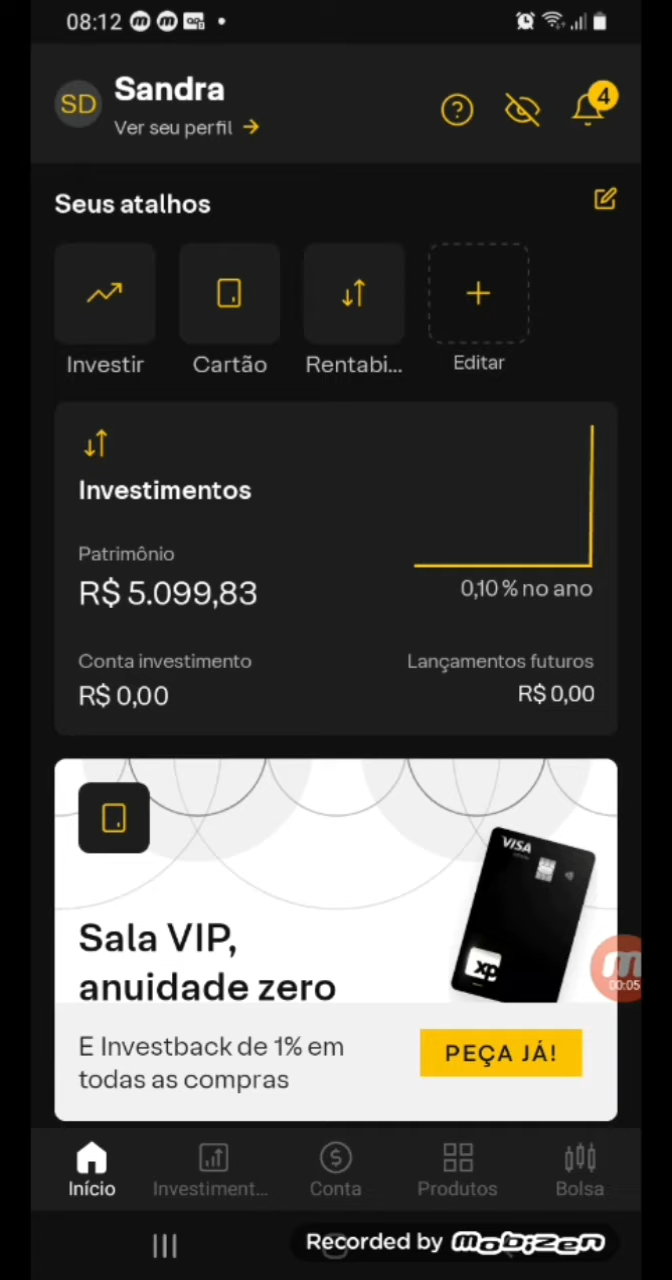 08:12
SD
Sandra
Ver seu perfil →
4
Seus atalhos
Investir
Cartão
Rentabi...
Editar
Investimentos
Patrimônio
R$ 5.099,83
0,10 % no ano
Conta investimento
Lançamentos futuros
R$ 0,00
R$ 0,00
VISA
xp
Sala VIP,
anuidade zero
00:05
E Investback de 1% em
todas as compras
PEÇA JÁ!
Início
Investiment...
Conta
Produtos
Bolsa
Recorded by mobizen